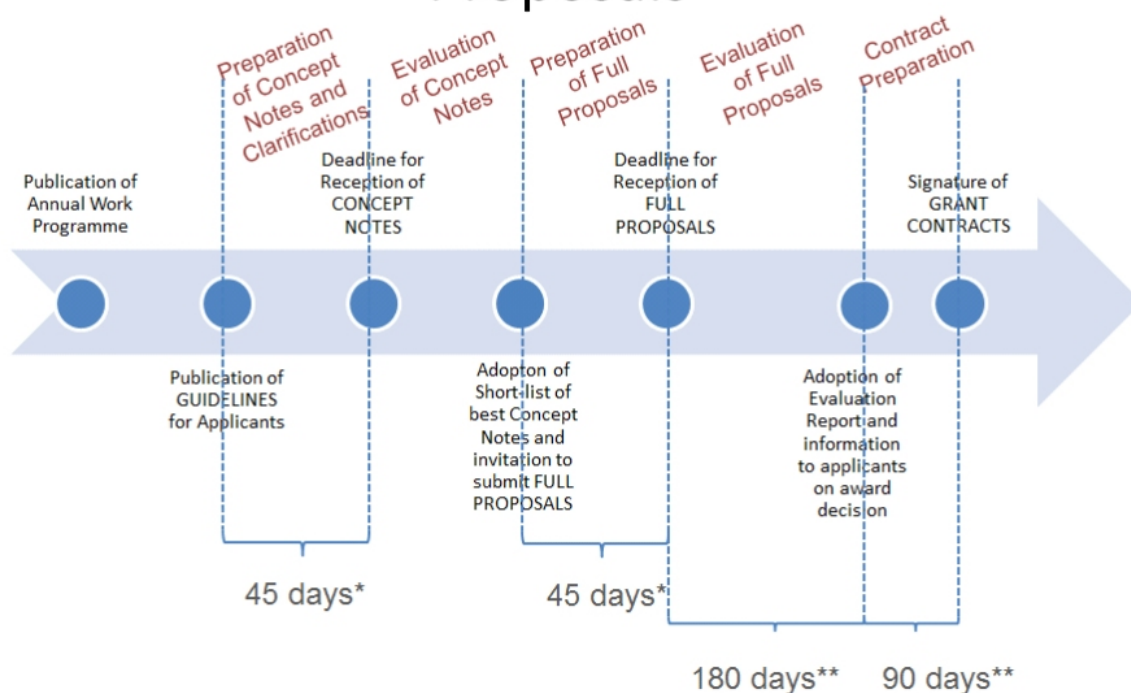 Preparation
of Concept
Notes and
Clarifications
Evaluation
of Concept
Notes
Preparation
of Full
Proposals
Evaluation
of Full
Proposals
Contract
Preparation
Publication of
Annual Work
Programme
Deadline for
Reception of
CONCEPT
NOTES
Deadline for
Reception of
FULL
PROPOSALS
Signature of
GRANT
CONTRACTS
Publication of
GUIDELINES
for Applicants
Adopton of
Short-list of
best Concept
Notes and
invitation to
submit FULL
PROPOSALS
Adoption of
Evaluation
Report and
information
to applicants
on award
decision
45 days*
45 days*
180 days**
90 days**